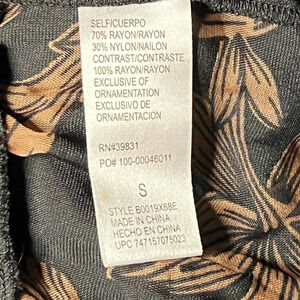 SELF/CUERPO
70% RAYON/RAYON
30% NYLON/NAILON
CONTRAST/CONTRASTE
100% RAYON/RAYON
EXCLUSIVE OF
ORNAMENTATION
EXCLUSIVO DE
ORNAMENTACION
RN#39831
PO# 100-00046011
S
STYLE B0019X68E
MADE IN CHINA
HECHO EN CHINA
UPC 747157075023